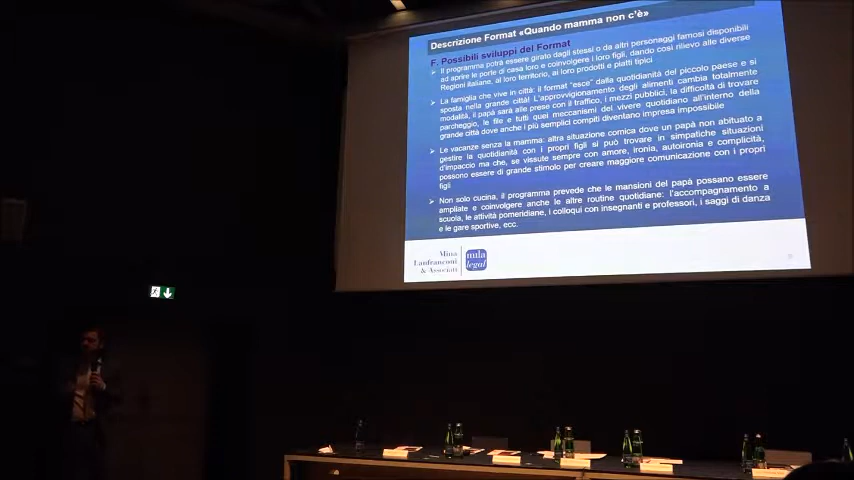 Descrizione Format «Quando mamma non c'è»
F. Possibili sviluppi del Format
Il programma potrà essere girato dagli stessi o da altri personaggi famosi disponibili
ad aprire le porte di casa loro e coinvolgere i loro figli, dando così rilievo alle diverse
Regioni italiane, al loro territorio, ai loro prodotti e piatti tipici
La famiglia che vive in città: il format "esce" dalla quotidianità del piccolo paese e si
sposta nella grande città! L'approvvigionamento degli alimenti cambia totalmente
modalità, il papà sarà alle prese con il traffico, i mezzi pubblici, la difficoltà di trovare
parcheggio, le file e tutti quei meccanismi del vivere quotidiano all'interno della
grande città dove anche i più semplici compiti diventano impresa impossibile
Le vacanze senza la mamma: altra situazione comica dove un papà non abituato a
gestire la quotidianità con i propri figli si può trovare in simpatiche situazioni
d'impaccio ma che, se vissute sempre con amore, ironia, autoironia e complicità,
possono essere di grande stimolo per creare maggiore comunicazione con i propri
figli
Non solo cucina, il programma prevede che le mansioni del papà possano essere
ampliate e coinvolgere anche le altre routine quotidiane: l'accompagnamento a
scuola, le attività pomeridiane, i colloqui con insegnanti e professori, i saggi di danza
e le gare sportive, ecc.
Mina
Lanfranconi
& Associati
mila
legal